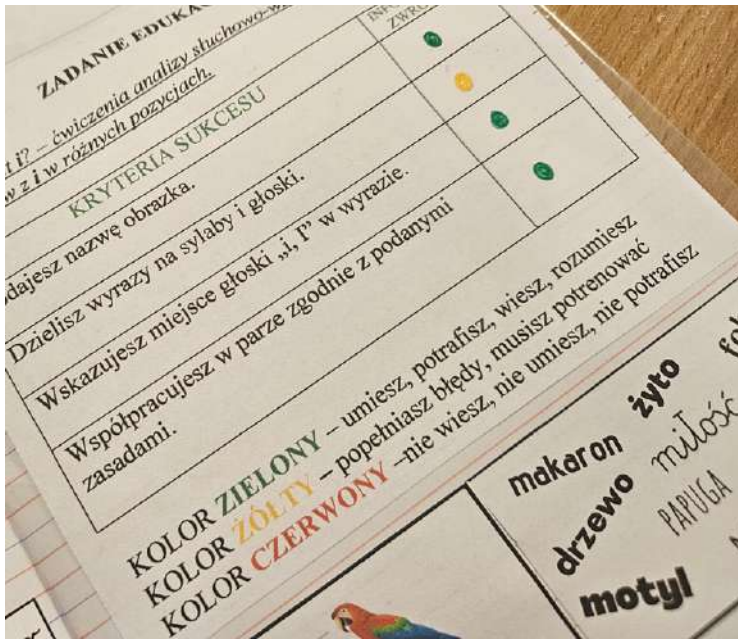 ZADANIE EDUKA
INFO
ZWRO
t i? – ćwiczenia analizy słuchowo-w
w z i w różnych pozycjach.
KRYTERIA SUKCESU
dajesz nazwę obrazka.
Dzielisz wyrazy na sylaby i głoski.
Wskazujesz miejsce głoski „i, I” w wyrazie.
Współpracujesz w parze zgodnie z podanymi
zasadami.
KOLOR ZIELONY – umiesz, potrafisz, wiesz, rozumiesz
KOLOR ŻÓŁTY – popełniasz błędy, musisz potrenować
KOLOR CZERWONY –nie wiesz, nie umiesz, nie potrafisz
makaron żyto
drzewo miłość
PAPUGA
motyl